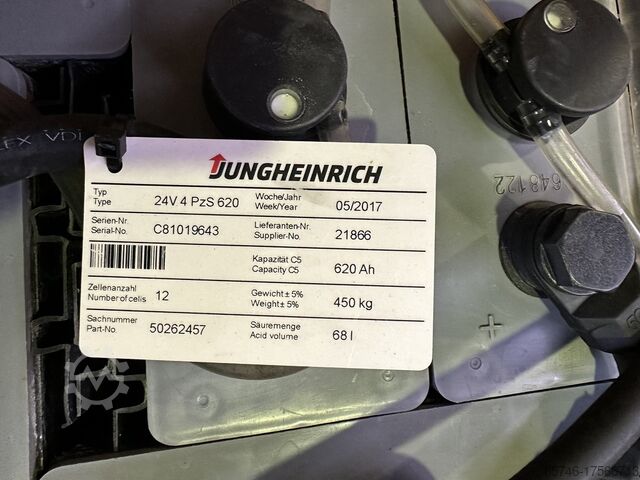 EX VDI
JUNGHEINRICH
Typ
Type
24V 4 PzS 620
Woche/Jahr
Week/Year
05/2017
Serien-Nr.
Serial-No.
C81019643
Lieferanten-Nr.
Supplier-No.
21866
Kapazität C5
Capacity C5
620 Ah
Zellenanzahl
Number of cells
12
Gewicht ± 5%
Weight ± 5%
450 kg
Sachnummer
Part-No.
50262457
Säuremenge
Acid volume
68 l
648122
+